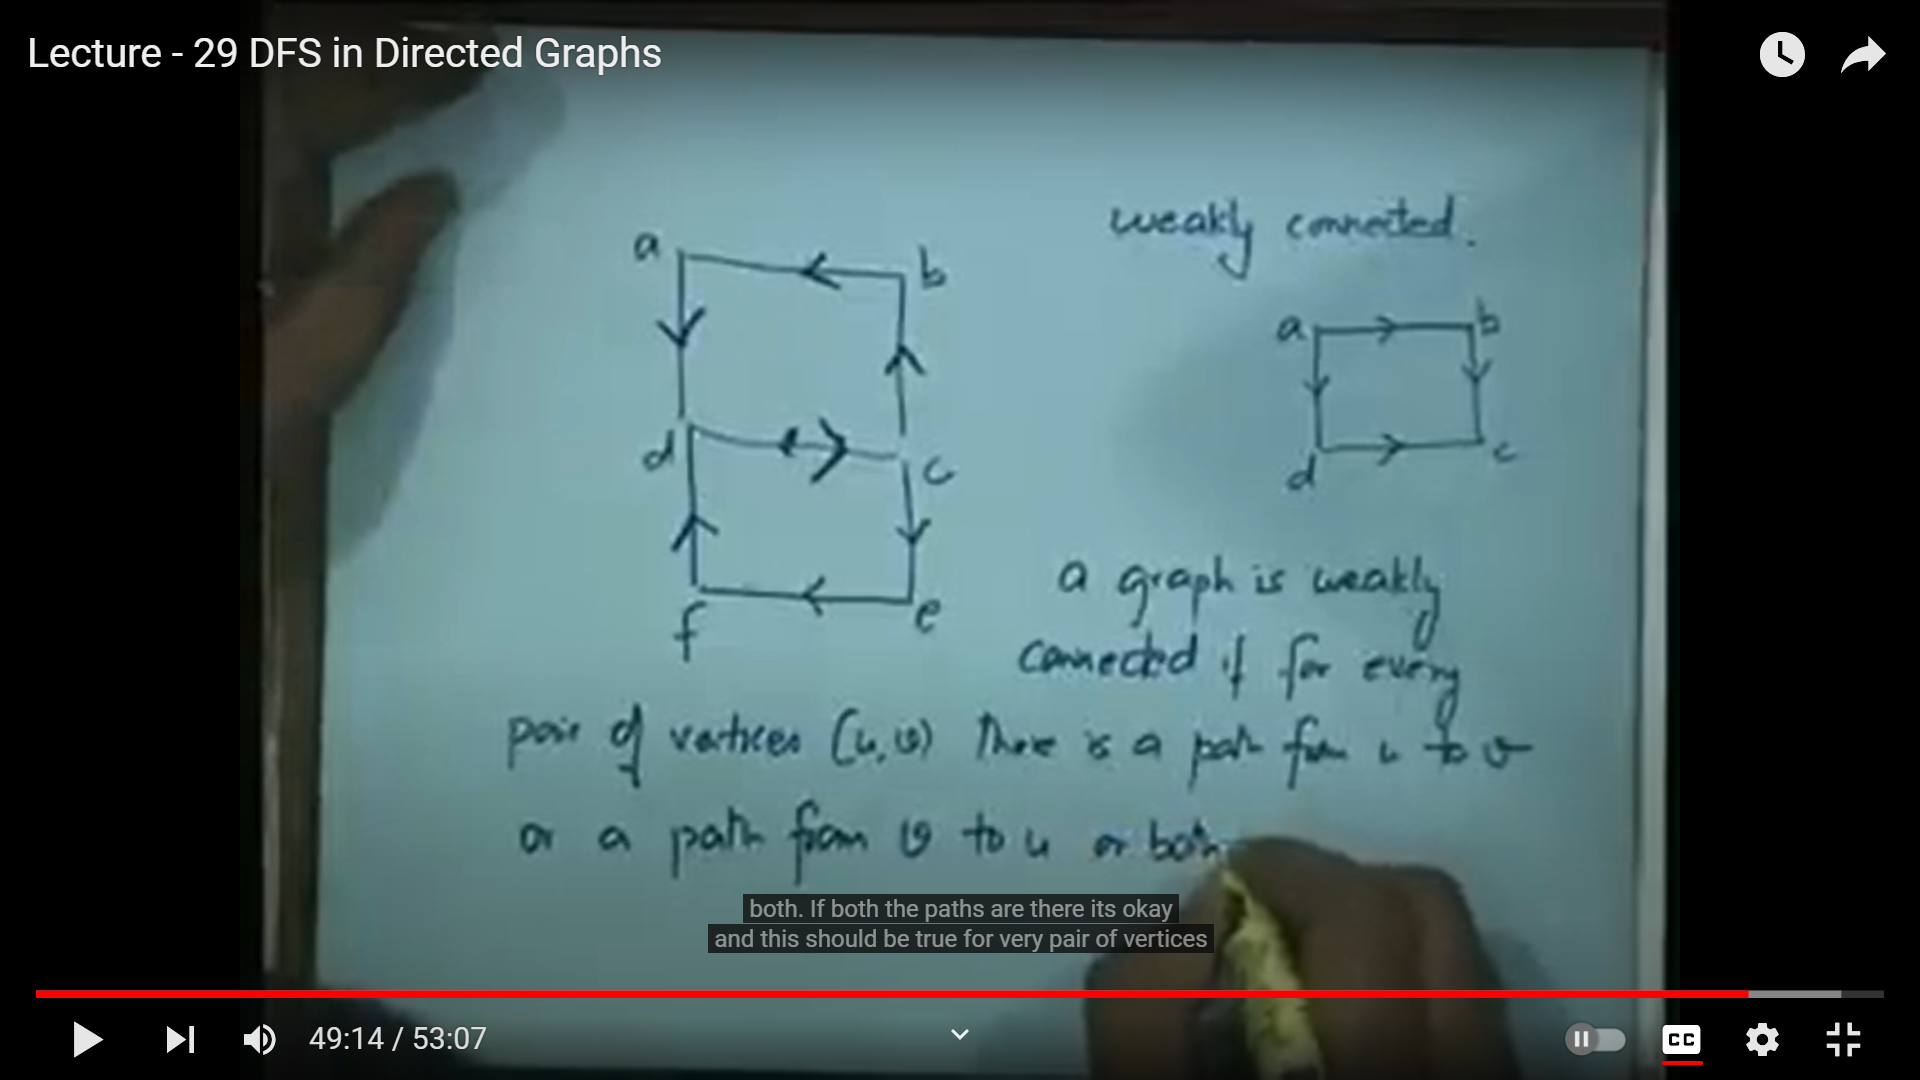 Lecture - 29 DFS in Directed Graphs
weakly connected.
a
b
d
c
f
e
a
b
d
c
a graph is weakly
connected if for every
pair of vertices (u,v) there is a path from u to v
or a path from v to u or both
both. If both the paths are there its okay
and this should be true for very pair of vertices
49:14 / 53:07
CC